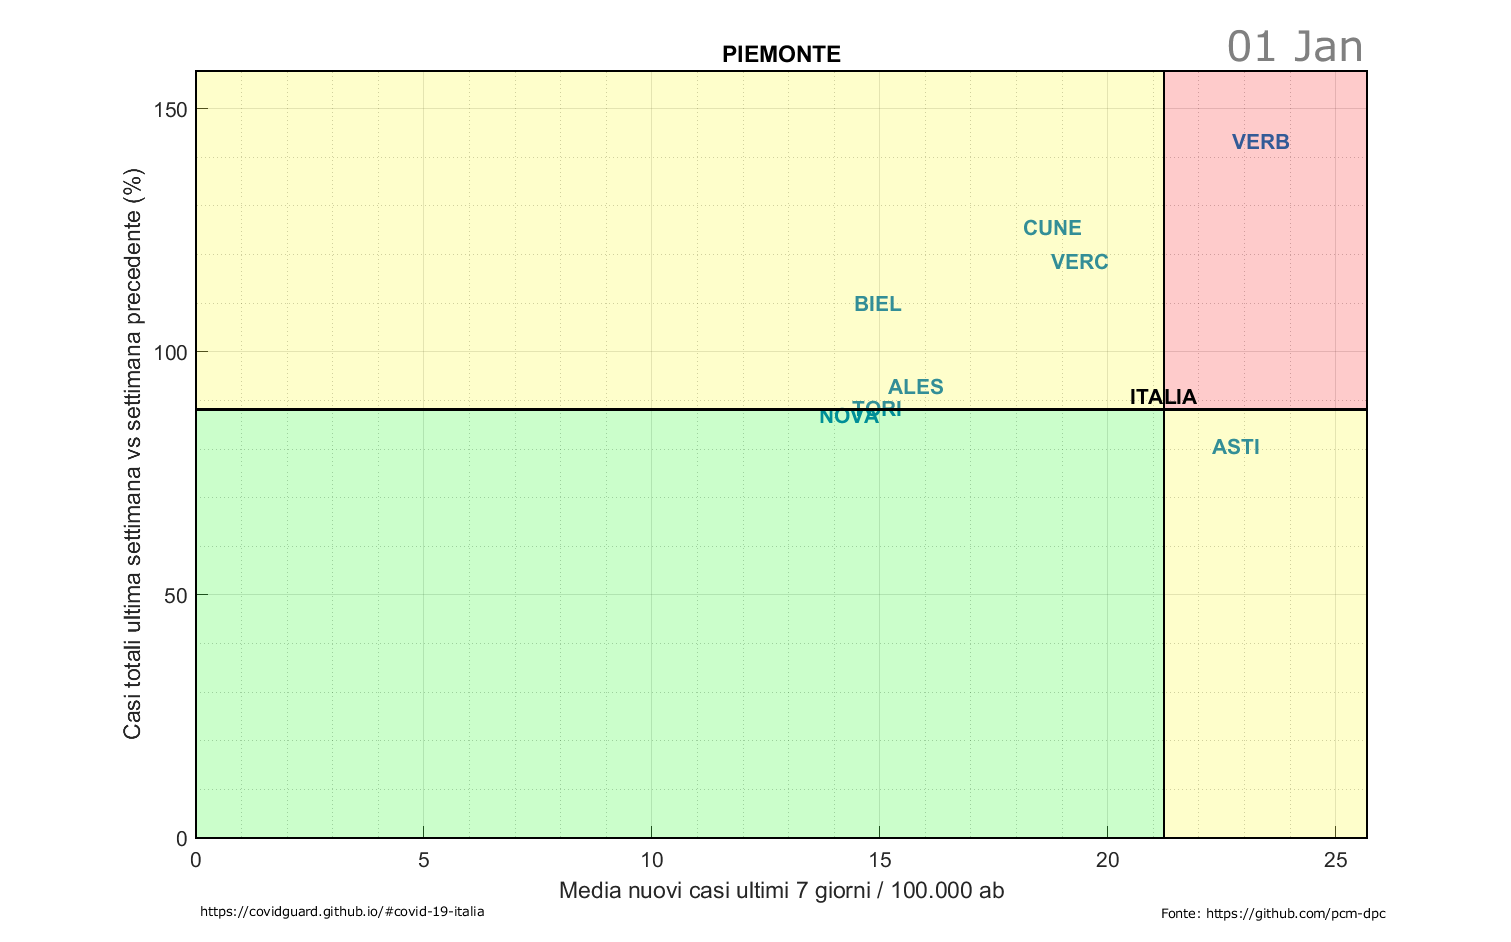 01 Jan
PIEMONTE
150
VERB
CUNE
VERC
BIEL
100
ALES
ITALIA
TORI
NOVA
ASTI
50
0
Casi totali ultima settimana vs settimana precedente (%)
0 5 10 15 20 25
Media nuovi casi ultimi 7 giorni / 100.000 ab
https://covidguard.github.io/#covid-19-italia
Fonte: https://github.com/pcm-dpc